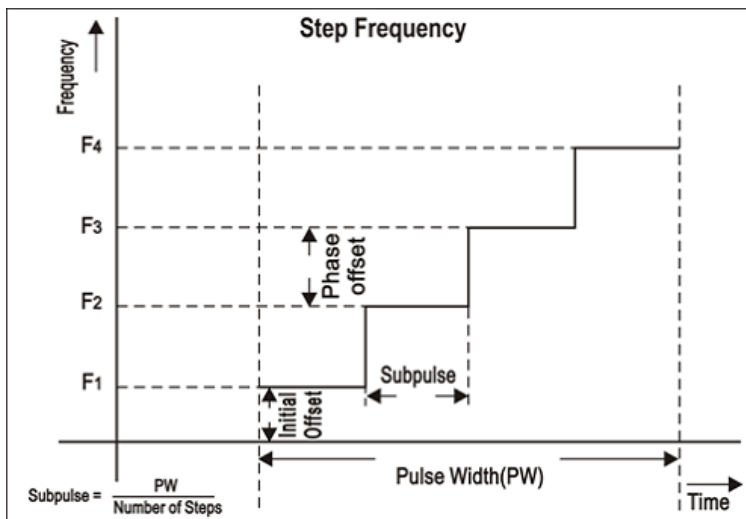 Step Frequency
Frequency
F4
F3
Phase
offset
F2
F1
Subpulse
Initial
Offset
Pulse Width(PW)
Time
Subpulse = PW
Number of Steps